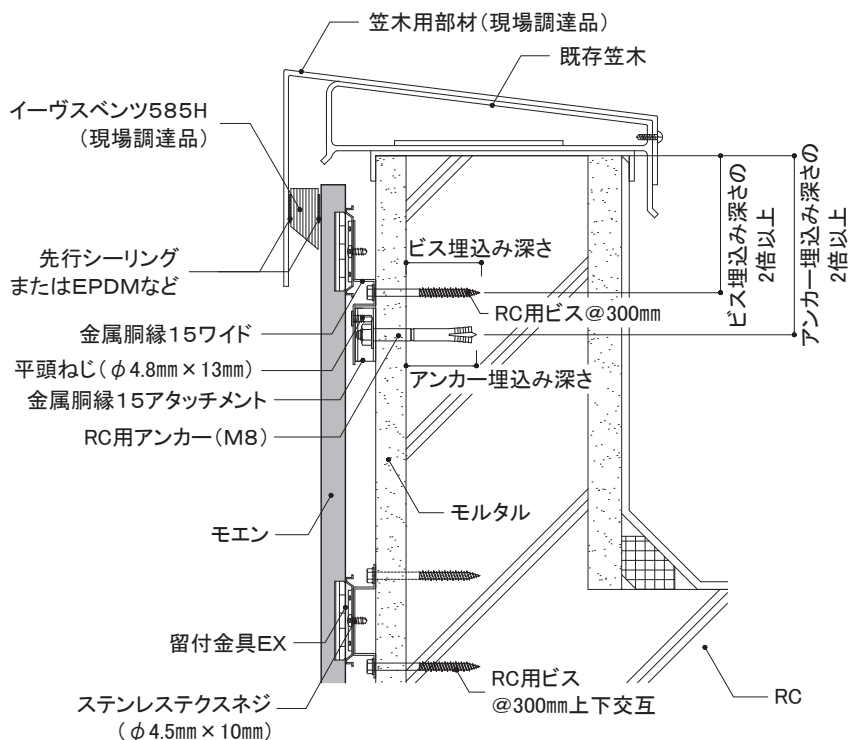 笠木用部材（現場調達品）
既存笠木
イーヴスベンツ585H
（現場調達品）
先行シーリング
またはEPDMなど
ビス埋込み深さ
RC用ビス@300mm
ビス埋込み深さの
2倍以上
アンカー埋込み深さの
2倍以上
金属胴縁15ワイド
平頭ねじ（φ4.8mm×13mm）
アンカー埋込み深さ
金属胴縁15アタッチメント
RC用アンカー（M8）
モルタル
モエン
留付金具EX
RC用ビス
@300mm上下交互
RC
ステンレステクスネジ
（φ4.5mm×10mm）